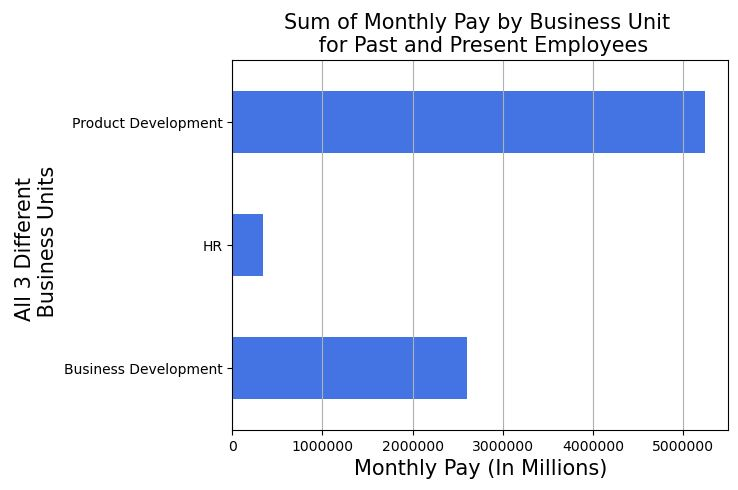 Sum of Monthly Pay by Business Unit
for Past and Present Employees
All 3 Different
Business Units
Product Development
HR
Business Development
0 1000000 2000000 3000000 4000000 5000000
Monthly Pay (In Millions)